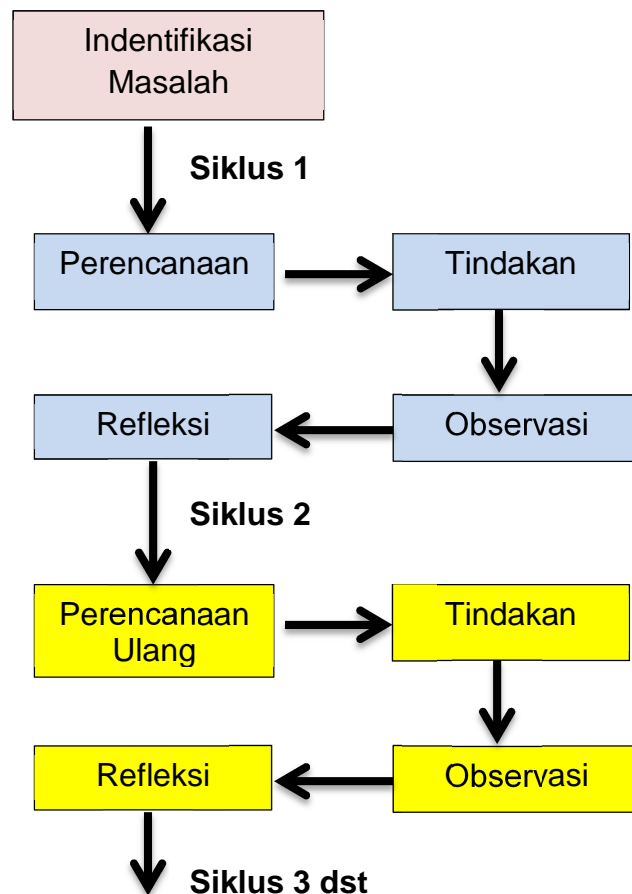 Indentifikasi
Masalah
Siklus 1
Perencanaan
Tindakan
Refleksi
Observasi
Siklus 2
Perencanaan
Ulang
Tindakan
Refleksi
Observasi
Siklus 3 dst